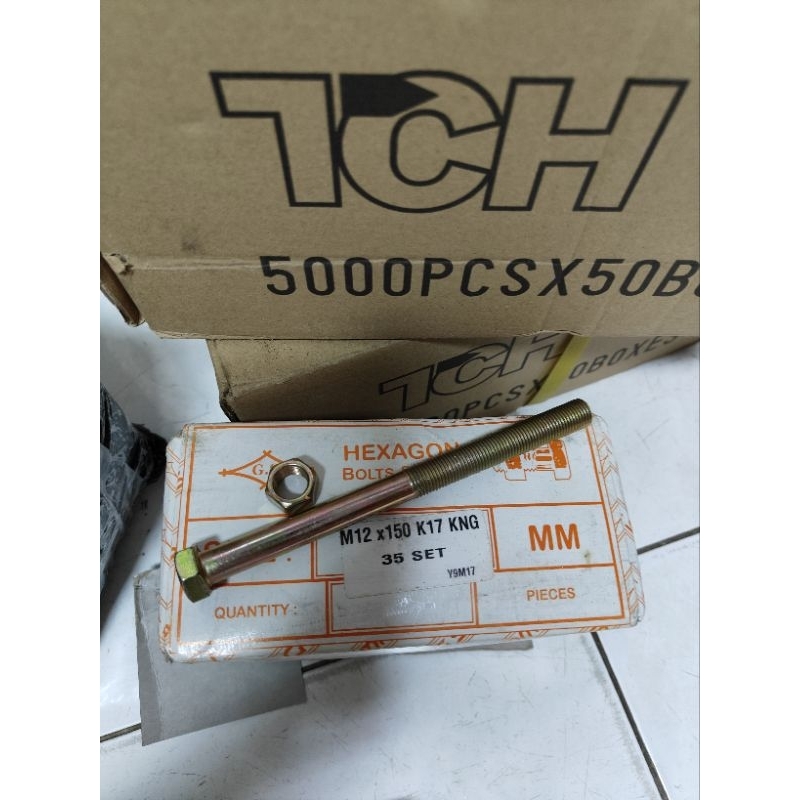 TCH
5000PCSX50B
TCH
PCSX OBOXES
HEXAGON
BOLTS
G.
M12 x150 K17 KNG
35 SET
Y9M17
MM
QUANTITY :
PIECES